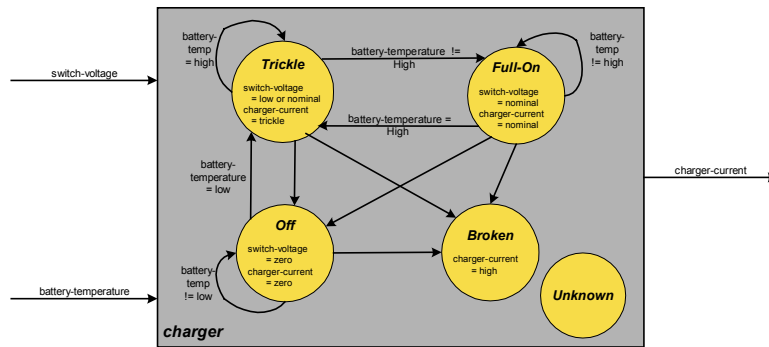 battery-
temp
= high
Trickle
switch-voltage
= low or nominal
charger-current
= trickle
battery-temperature !=
High
Full-On
switch-voltage
= nominal
charger-current
= nominal
battery-
temp
!= high
switch-voltage
battery-temperature =
High
battery-
temperature
= low
charger-current
Off
switch-voltage
= zero
charger-current
= zero
Broken
charger-current
= high
battery-
temp
!= low
battery-temperature
Unknown
charger